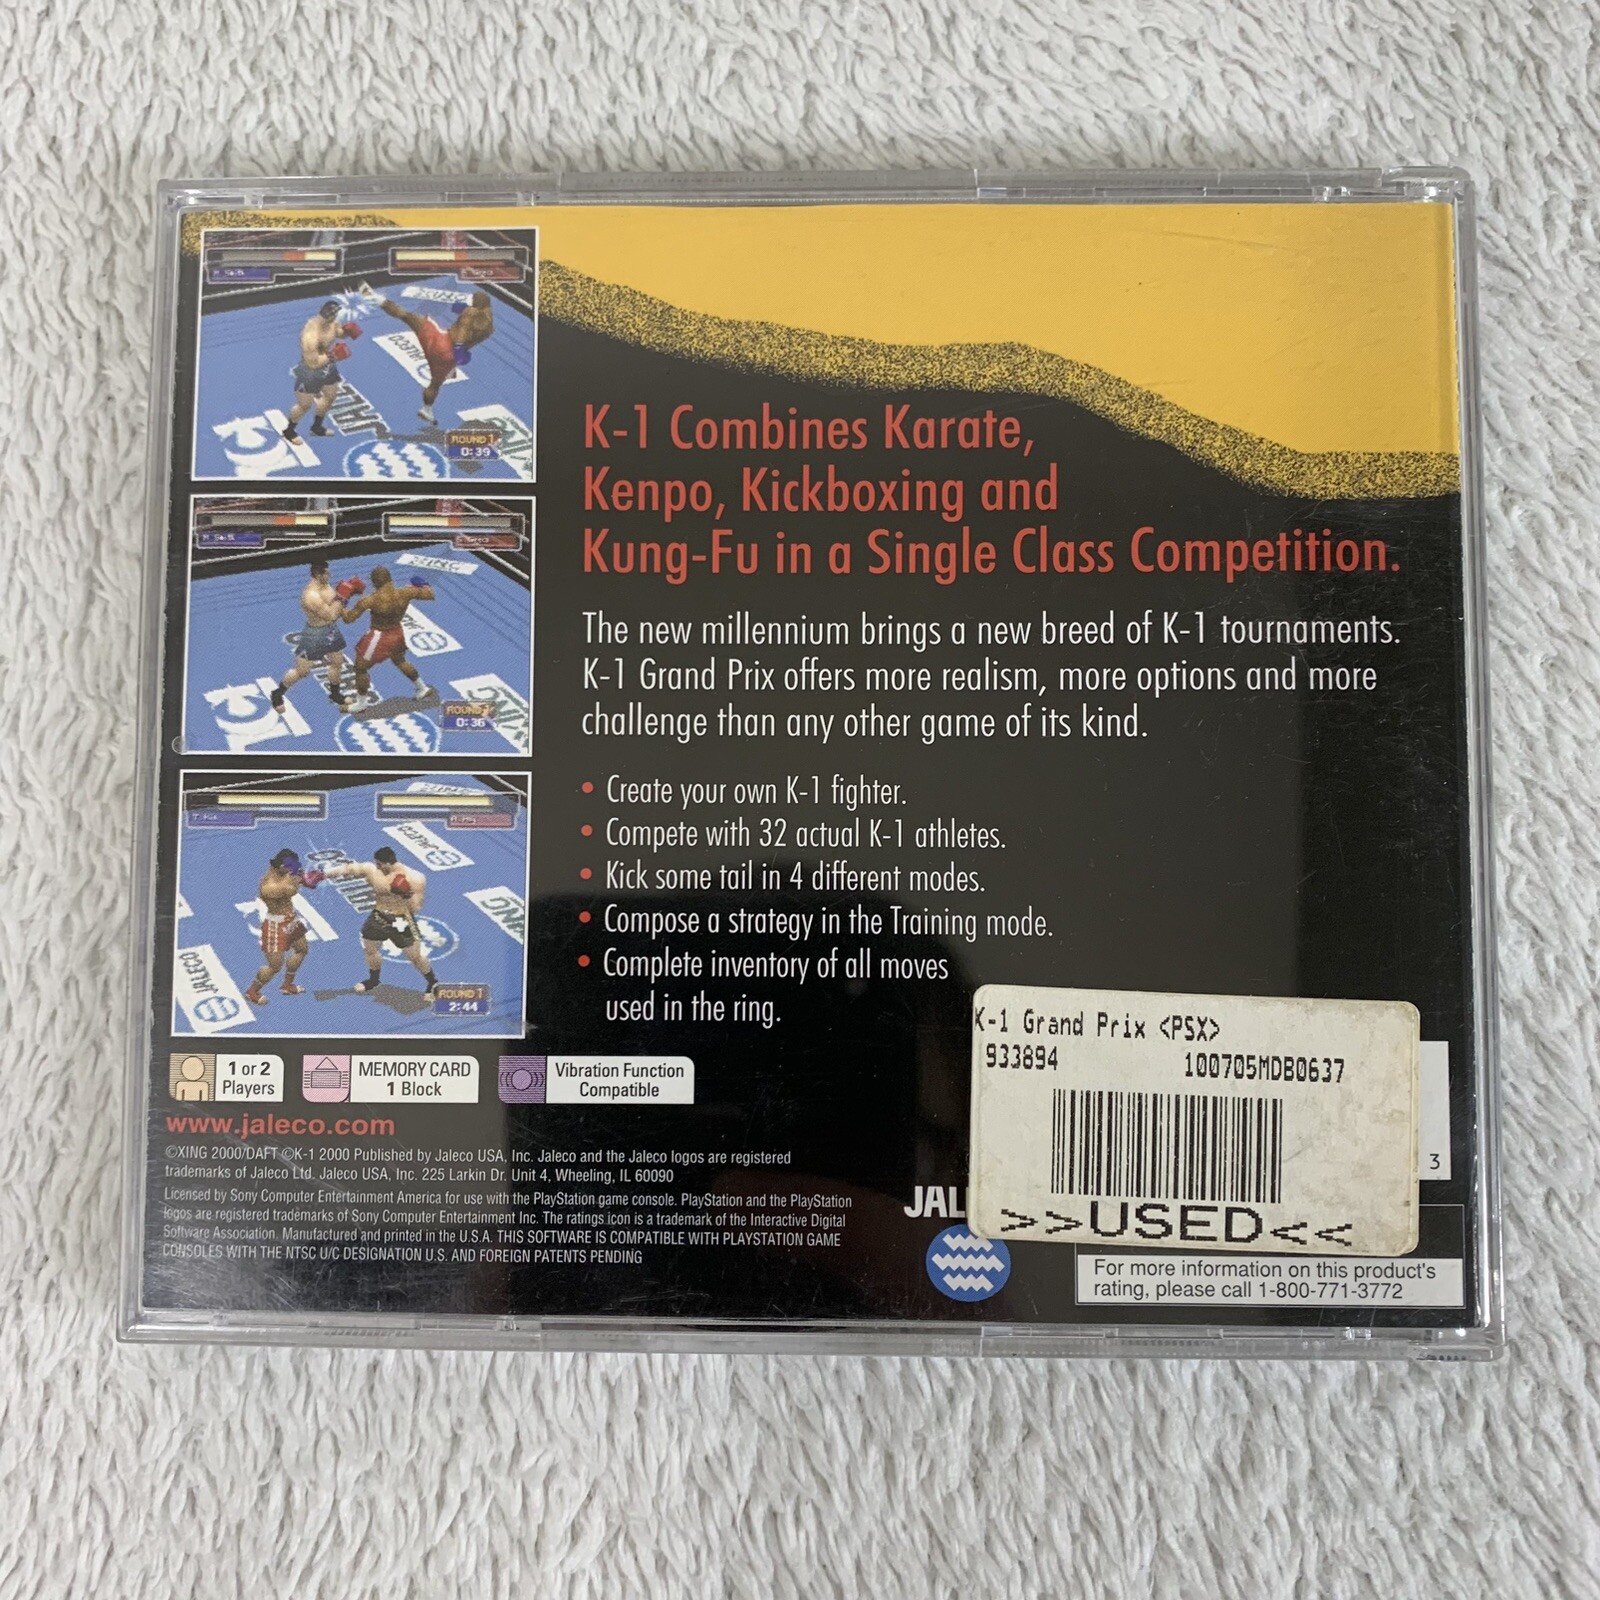 K-1 Combines Karate,
Kenpo, Kickboxing and
Kung-Fu in a Single Class Competition.
The new millennium brings a new breed of K-1 tournaments.
K-1 Grand Prix offers more realism, more options and more
challenge than any other game of its kind.
• Create your own K-1 fighter.
• Compete with 32 actual K-1 athletes.
• Kick some tail in 4 different modes.
• Compose a strategy in the Training mode.
• Complete inventory of all moves
used in the ring.
JALECO
ROUND 1
0:39
JALECO
ROUND 1
0:36
JALECO
JALECO
ROUND 1
2:44
1 or 2
Players
MEMORY CARD
1 Block
Vibration Function
Compatible
www.jaleco.com
©XING 2000/DAFT ©K-1 2000 Published by Jaleco USA, Inc. Jaleco and the Jaleco logos are registered
trademarks of Jaleco Ltd. Jaleco USA, Inc. 225 Larkin Dr. Unit 4, Wheeling, IL 60090
Licensed by Sony Computer Entertainment America for use with the PlayStation game console. PlayStation and the PlayStation
logos are registered trademarks of Sony Computer Entertainment Inc. The ratings icon is a trademark of the Interactive Digital
Software Association. Manufactured and printed in the U.S.A. THIS SOFTWARE IS COMPATIBLE WITH PLAYSTATION GAME
CONSOLES WITH THE NTSC U/C DESIGNATION U.S. AND FOREIGN PATENTS PENDING
K-1 Grand Prix <PSX>
933894 100705MDB0637
>>USED<<
3
JAL
For more information on this product's
rating, please call 1-800-771-3772